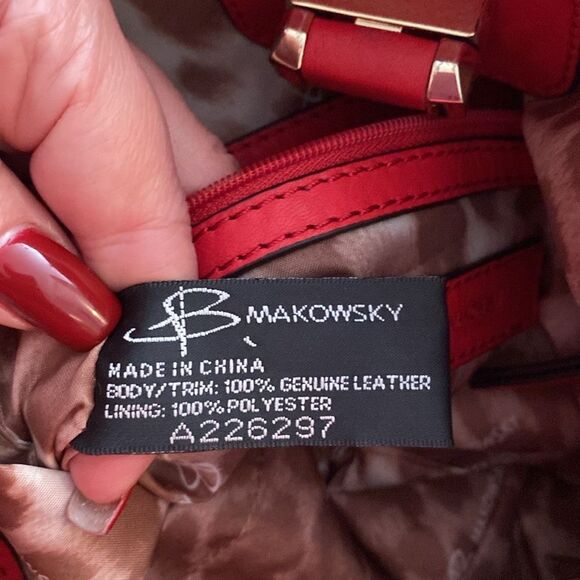 B MAKOWSKY
MADE IN CHINA
BODY/TRIM: 100% GENUINE LEATHER
LINING: 100% POLYESTER
A226297